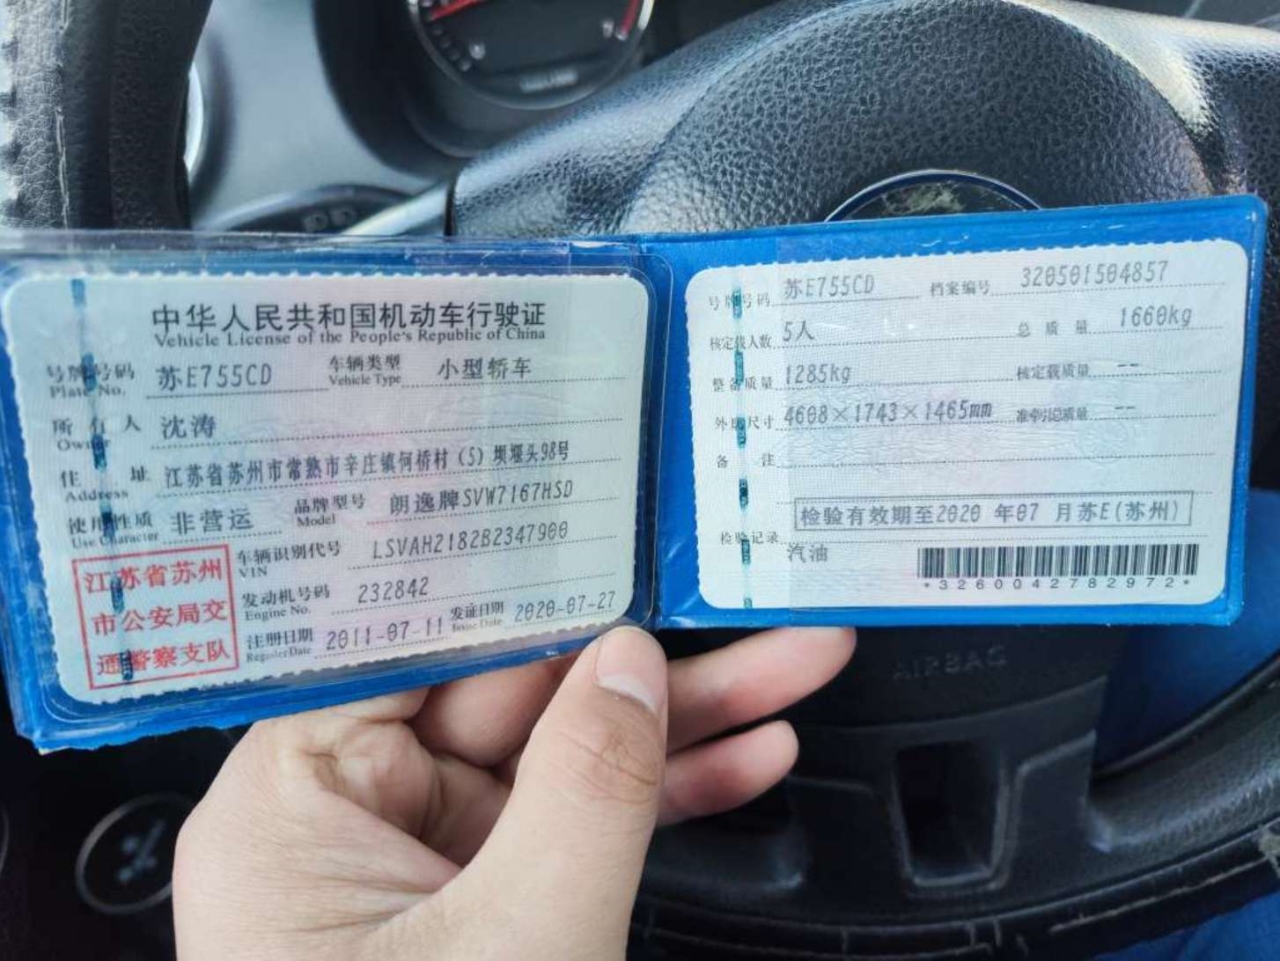 中华人民共和国机动车行驶证
Vehicle License of the People's Republic of China
号牌号码 苏E755CD 车辆类型 小型轿车
Plate No. Vehicle Type
所有人 沈涛
Owner
住址 江苏省苏州市常熟市辛庄镇何桥村(5)坝堰头98号
Address
使用性质 非营运 品牌型号 朗逸牌SVW7167HSD
Use Character Model
江苏省苏州
市公安局交
通警察支队
车辆识别代号 LSVAH2182B2347900
VIN
发动机号码 232842
Engine No.
注册日期 2011-07-11 发证日期 2020-07-27
Register Date Issue Date
号牌号码 苏E755CD 档案编号 320501504857
核定载人数 5人 总质量 1660kg
整备质量 1285kg 核定载质量 --
外廓尺寸 4608×1743×1465mm 准牵引总质量 --
备注
检验有效期至2020 年07 月苏E(苏州)
检验记录
汽油
*3260042782972*
AIRBAG